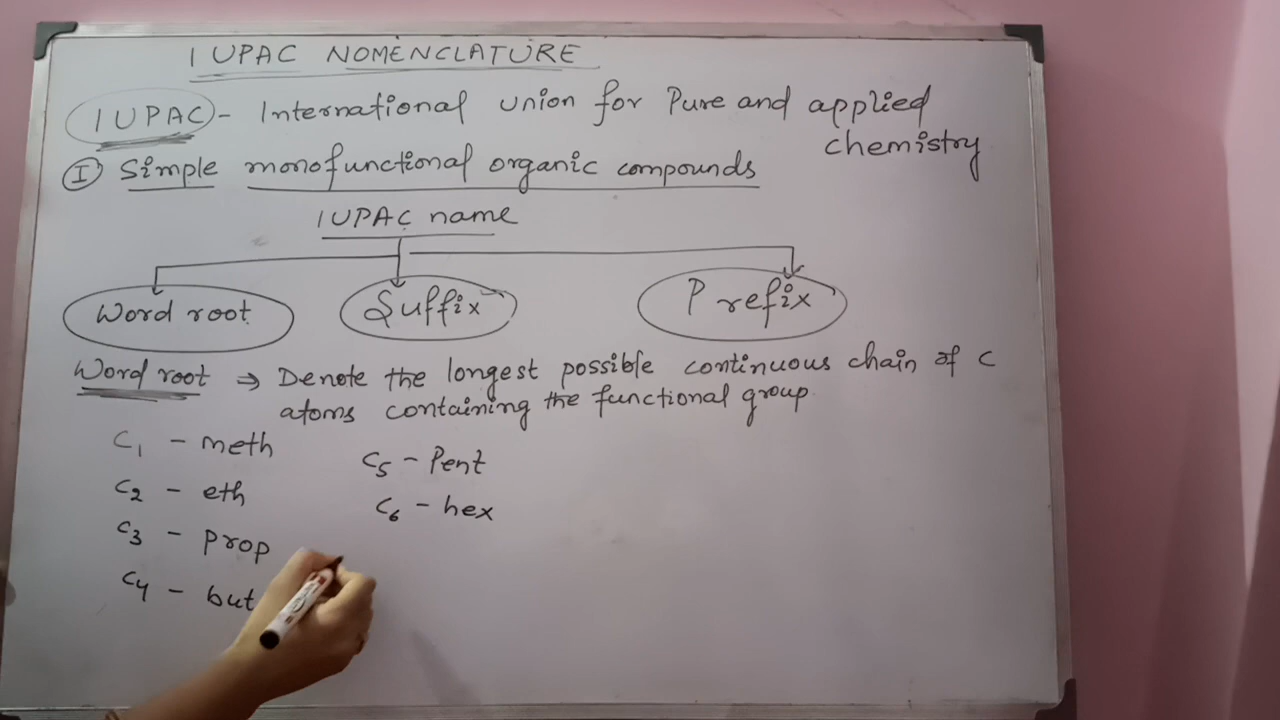 IUPAC NOMENCLATURE
IUPAC - International union for Pure and applied
chemistry
I Simple monofunctional organic compounds
IUPAC name
Word root Suffix Prefix
Word root ⇒ Denote the longest possible continuous chain of C
atoms containing the functional group
C₁ - meth
C₂ - eth
C₃ - prop
C₄ - but
C₅ - Pent
C₆ - hex